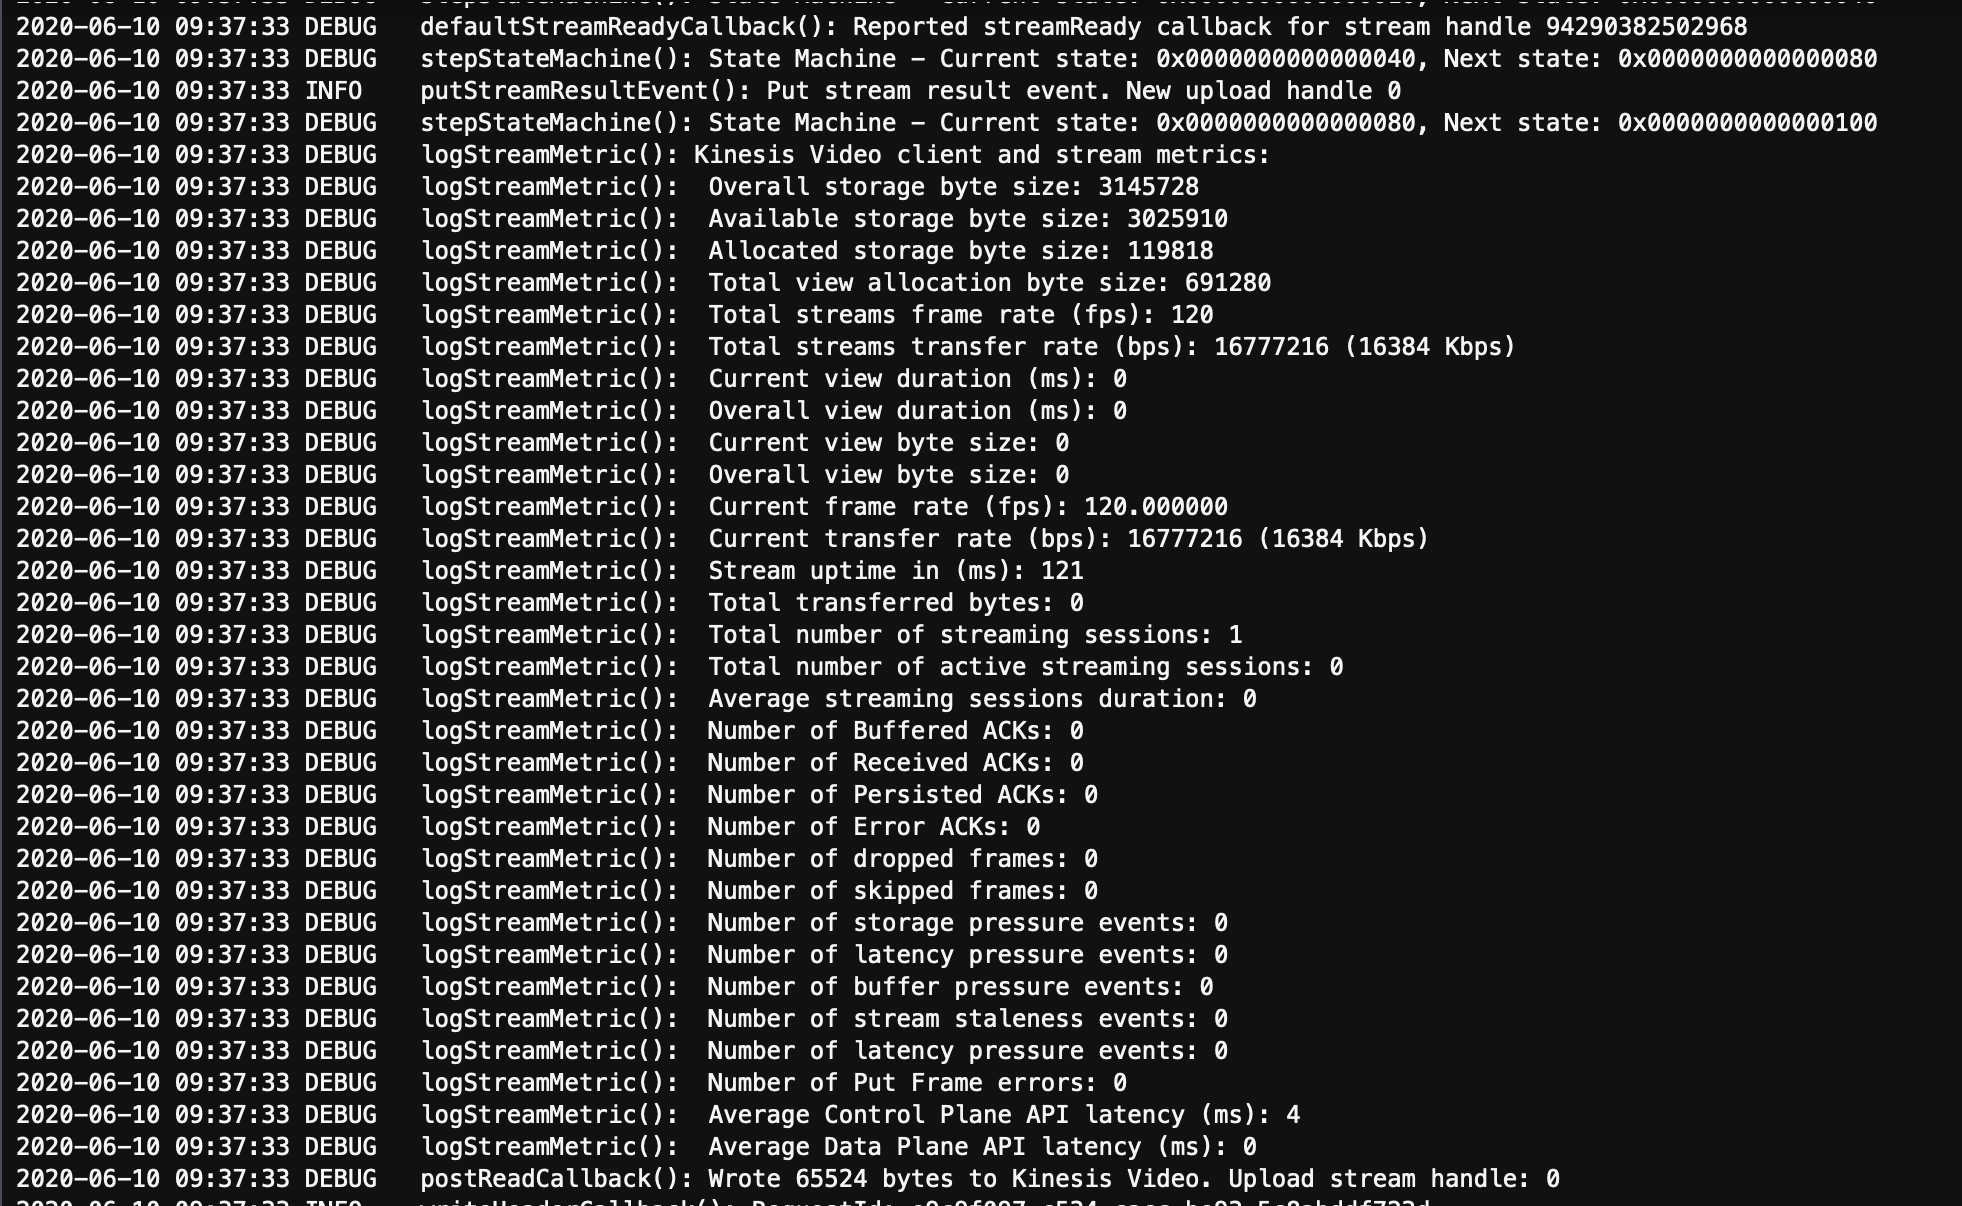 2020-06-10 09:37:33 DEBUG   defaultStreamReadyCallback(): Reported streamReady callback for stream handle 94290382502968
2020-06-10 09:37:33 DEBUG   stepStateMachine(): State Machine - Current state: 0x0000000000000040, Next state: 0x0000000000000080
2020-06-10 09:37:33 INFO    putStreamResultEvent(): Put stream result event. New upload handle 0
2020-06-10 09:37:33 DEBUG   stepStateMachine(): State Machine - Current state: 0x0000000000000080, Next state: 0x0000000000000100
2020-06-10 09:37:33 DEBUG   logStreamMetric(): Kinesis Video client and stream metrics:
2020-06-10 09:37:33 DEBUG   logStreamMetric():  Overall storage byte size: 3145728
2020-06-10 09:37:33 DEBUG   logStreamMetric():  Available storage byte size: 3025910
2020-06-10 09:37:33 DEBUG   logStreamMetric():  Allocated storage byte size: 119818
2020-06-10 09:37:33 DEBUG   logStreamMetric():  Total view allocation byte size: 691280
2020-06-10 09:37:33 DEBUG   logStreamMetric():  Total streams frame rate (fps): 120
2020-06-10 09:37:33 DEBUG   logStreamMetric():  Total streams transfer rate (bps): 16777216 (16384 Kbps)
2020-06-10 09:37:33 DEBUG   logStreamMetric():  Current view duration (ms): 0
2020-06-10 09:37:33 DEBUG   logStreamMetric():  Overall view duration (ms): 0
2020-06-10 09:37:33 DEBUG   logStreamMetric():  Current view byte size: 0
2020-06-10 09:37:33 DEBUG   logStreamMetric():  Overall view byte size: 0
2020-06-10 09:37:33 DEBUG   logStreamMetric():  Current frame rate (fps): 120.000000
2020-06-10 09:37:33 DEBUG   logStreamMetric():  Current transfer rate (bps): 16777216 (16384 Kbps)
2020-06-10 09:37:33 DEBUG   logStreamMetric():  Stream uptime in (ms): 121
2020-06-10 09:37:33 DEBUG   logStreamMetric():  Total transferred bytes: 0
2020-06-10 09:37:33 DEBUG   logStreamMetric():  Total number of streaming sessions: 1
2020-06-10 09:37:33 DEBUG   logStreamMetric():  Total number of active streaming sessions: 0
2020-06-10 09:37:33 DEBUG   logStreamMetric():  Average streaming sessions duration: 0
2020-06-10 09:37:33 DEBUG   logStreamMetric():  Number of Buffered ACKs: 0
2020-06-10 09:37:33 DEBUG   logStreamMetric():  Number of Received ACKs: 0
2020-06-10 09:37:33 DEBUG   logStreamMetric():  Number of Persisted ACKs: 0
2020-06-10 09:37:33 DEBUG   logStreamMetric():  Number of Error ACKs: 0
2020-06-10 09:37:33 DEBUG   logStreamMetric():  Number of dropped frames: 0
2020-06-10 09:37:33 DEBUG   logStreamMetric():  Number of skipped frames: 0
2020-06-10 09:37:33 DEBUG   logStreamMetric():  Number of storage pressure events: 0
2020-06-10 09:37:33 DEBUG   logStreamMetric():  Number of latency pressure events: 0
2020-06-10 09:37:33 DEBUG   logStreamMetric():  Number of buffer pressure events: 0
2020-06-10 09:37:33 DEBUG   logStreamMetric():  Number of stream staleness events: 0
2020-06-10 09:37:33 DEBUG   logStreamMetric():  Number of latency pressure events: 0
2020-06-10 09:37:33 DEBUG   logStreamMetric():  Number of Put Frame errors: 0
2020-06-10 09:37:33 DEBUG   logStreamMetric():  Average Control Plane API latency (ms): 4
2020-06-10 09:37:33 DEBUG   logStreamMetric():  Average Data Plane API latency (ms): 0
2020-06-10 09:37:33 DEBUG   postReadCallback(): Wrote 65524 bytes to Kinesis Video. Upload stream handle: 0